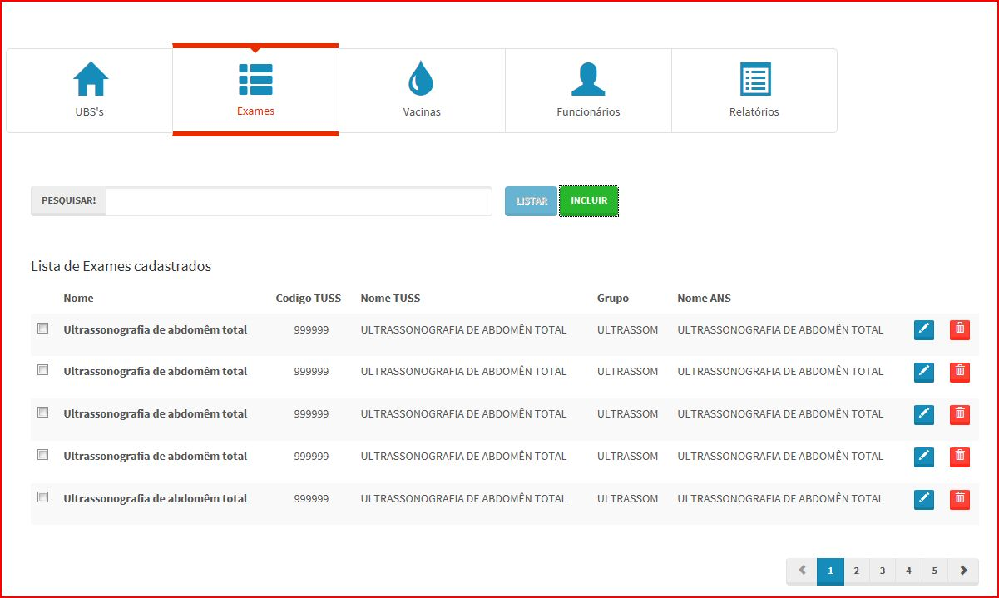 UBS's Exames Vacinas Funcionários Relatórios
PESQUISAR! LISTAR INCLUIR
Lista de Exames cadastrados
Nome Codigo TUSS Nome TUSS Grupo Nome ANS
Ultrassonografia de abdomêm total 999999 ULTRASSONOGRAFIA DE ABDOMÊN TOTAL ULTRASSOM ULTRASSONOGRAFIA DE ABDOMÊN TOTAL
Ultrassonografia de abdomêm total 999999 ULTRASSONOGRAFIA DE ABDOMÊN TOTAL ULTRASSOM ULTRASSONOGRAFIA DE ABDOMÊN TOTAL
Ultrassonografia de abdomêm total 999999 ULTRASSONOGRAFIA DE ABDOMÊN TOTAL ULTRASSOM ULTRASSONOGRAFIA DE ABDOMÊN TOTAL
Ultrassonografia de abdomêm total 999999 ULTRASSONOGRAFIA DE ABDOMÊN TOTAL ULTRASSOM ULTRASSONOGRAFIA DE ABDOMÊN TOTAL
Ultrassonografia de abdomêm total 999999 ULTRASSONOGRAFIA DE ABDOMÊN TOTAL ULTRASSOM ULTRASSONOGRAFIA DE ABDOMÊN TOTAL
1 2 3 4 5